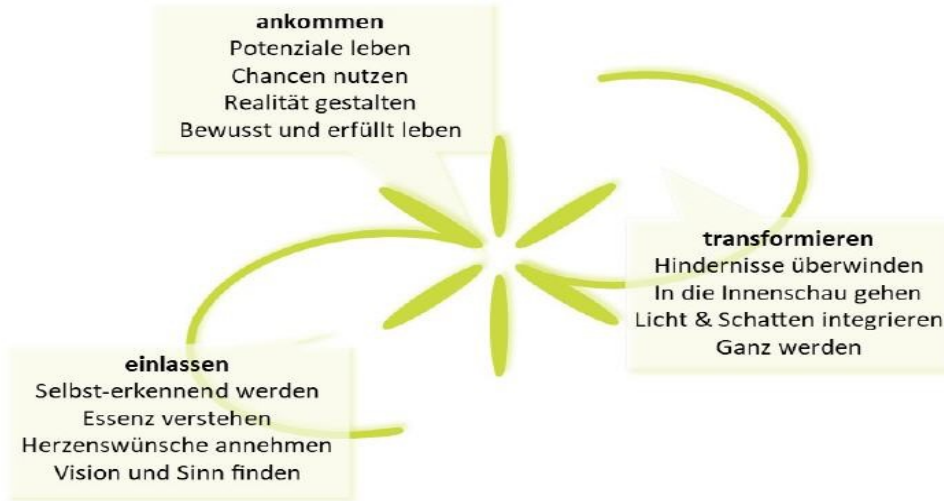 ankommen
Potenziale leben
Chancen nutzen
Realität gestalten
Bewusst und erfüllt leben
transformieren
Hindernisse überwinden
In die Innenschau gehen
Licht & Schatten integrieren
Ganz werden
einlassen
Selbst-erkennend werden
Essenz verstehen
Herzenswünsche annehmen
Vision und Sinn finden